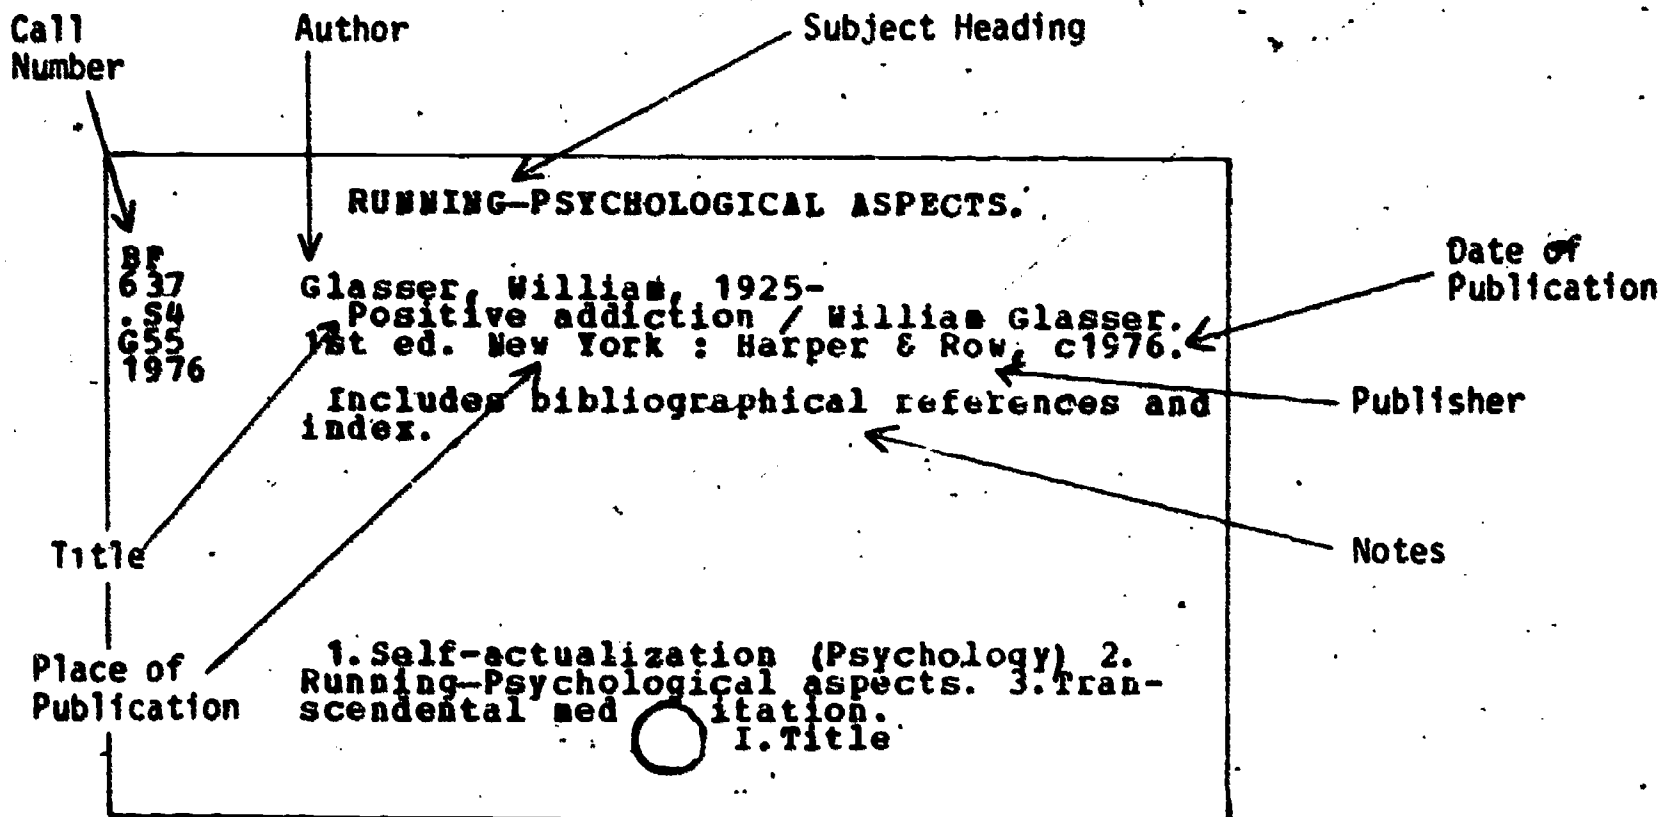 Call
Number
Author
Subject Heading
RUNNING-PSYCHOLOGICAL ASPECTS.
BF
637
.S4
G55
1976
Glasser, William, 1925-
Positive addiction / William Glasser.
1st ed. New York : Harper & Row, c1976.
Includes bibliographical references and
index.
Date of
Publication
Publisher
Notes
Title
Place of
Publication
1.Self-actualization (Psychology) 2.
Running-Psychological aspects. 3.Tran-
scendental med itation.
I.Title